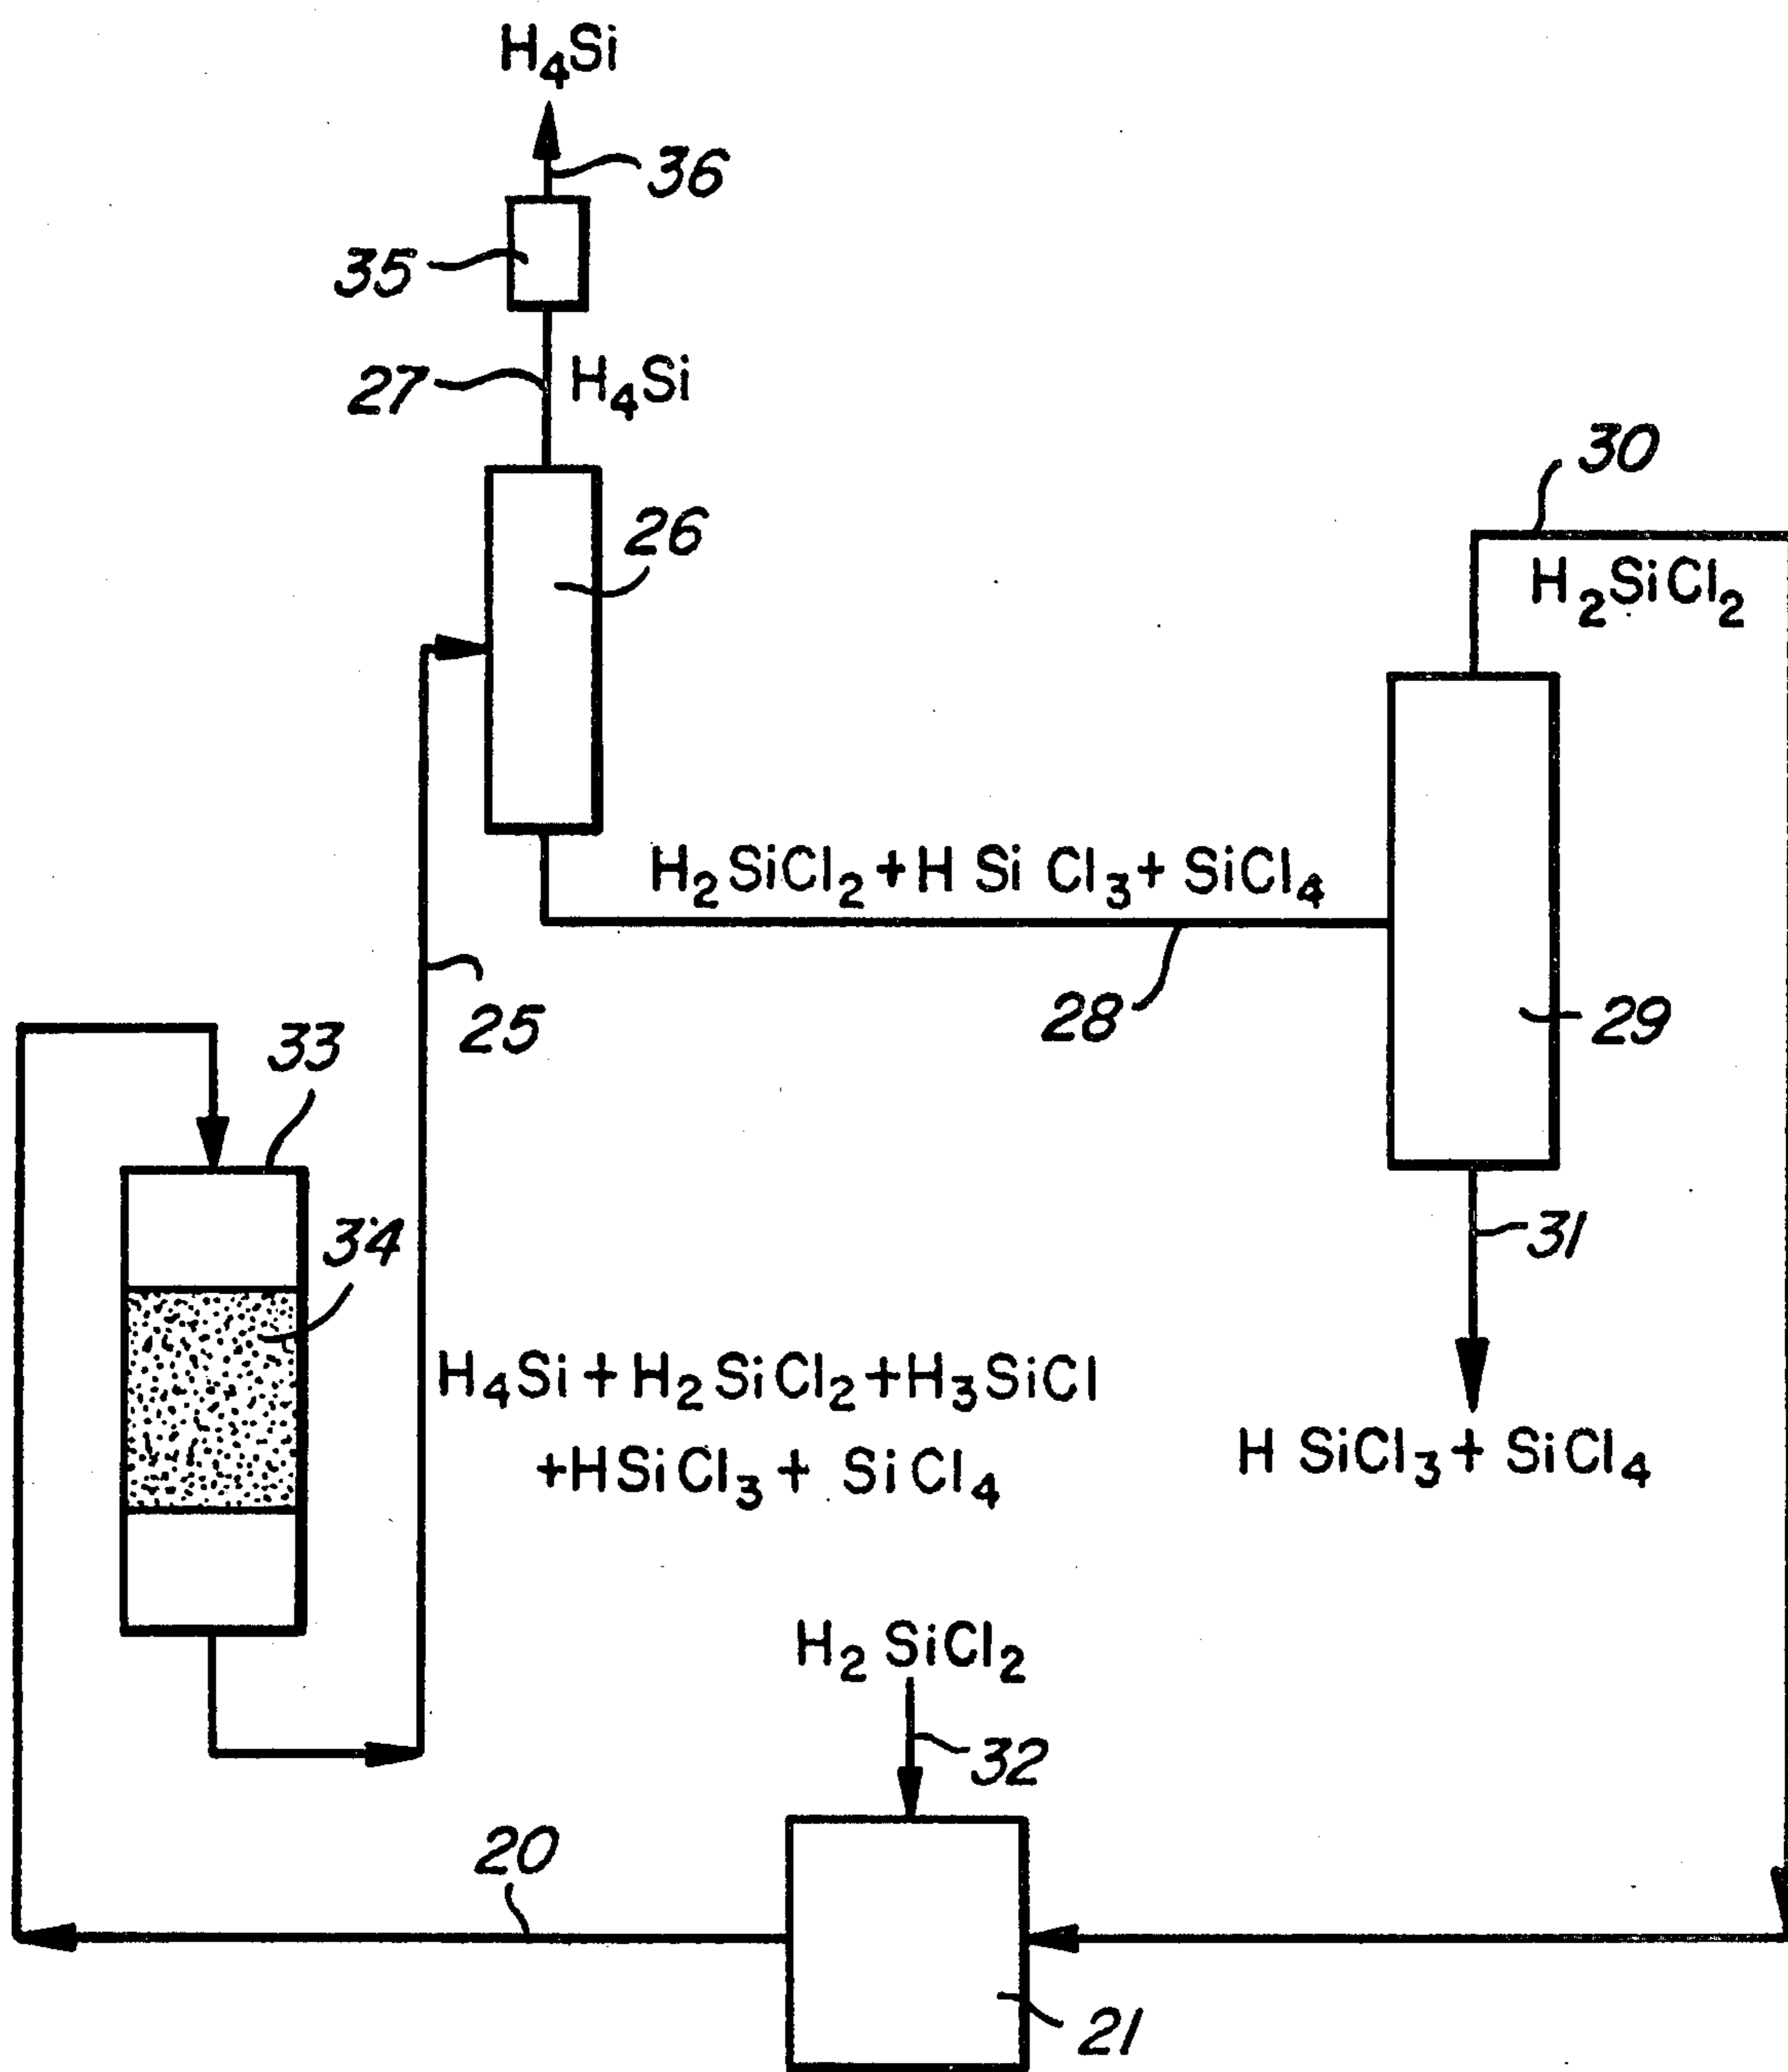 H₄Si
36
35
27
H₄Si
30
H₂SiCl₂
26
H₂SiCl₂+H Si Cl₃+ SiCl₄
28
29
25
33
34
31
H₄Si+H₂SiCl₂+H₃SiCl
+HSiCl₃+ SiCl₄
H SiCl₃+ SiCl₄
H₂ SiCl₂
32
20
21